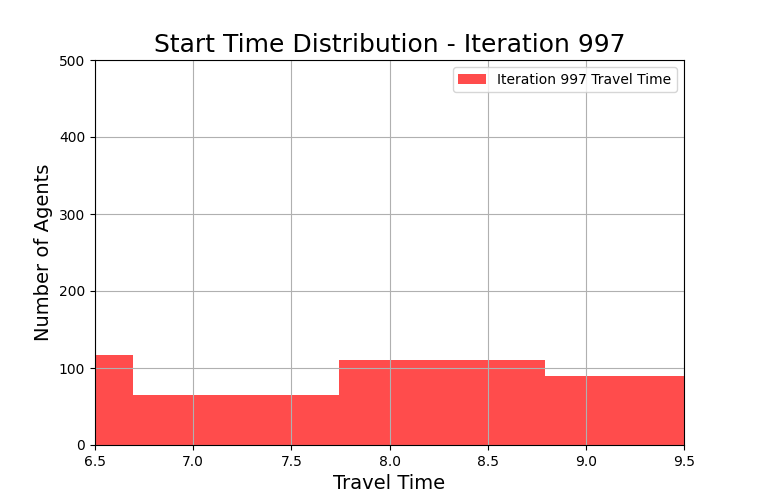 Start Time Distribution - Iteration 997
Iteration 997 Travel Time
Number of Agents
500
400
300
200
100
0
6.5 7.0 7.5 8.0 8.5 9.0 9.5
Travel Time